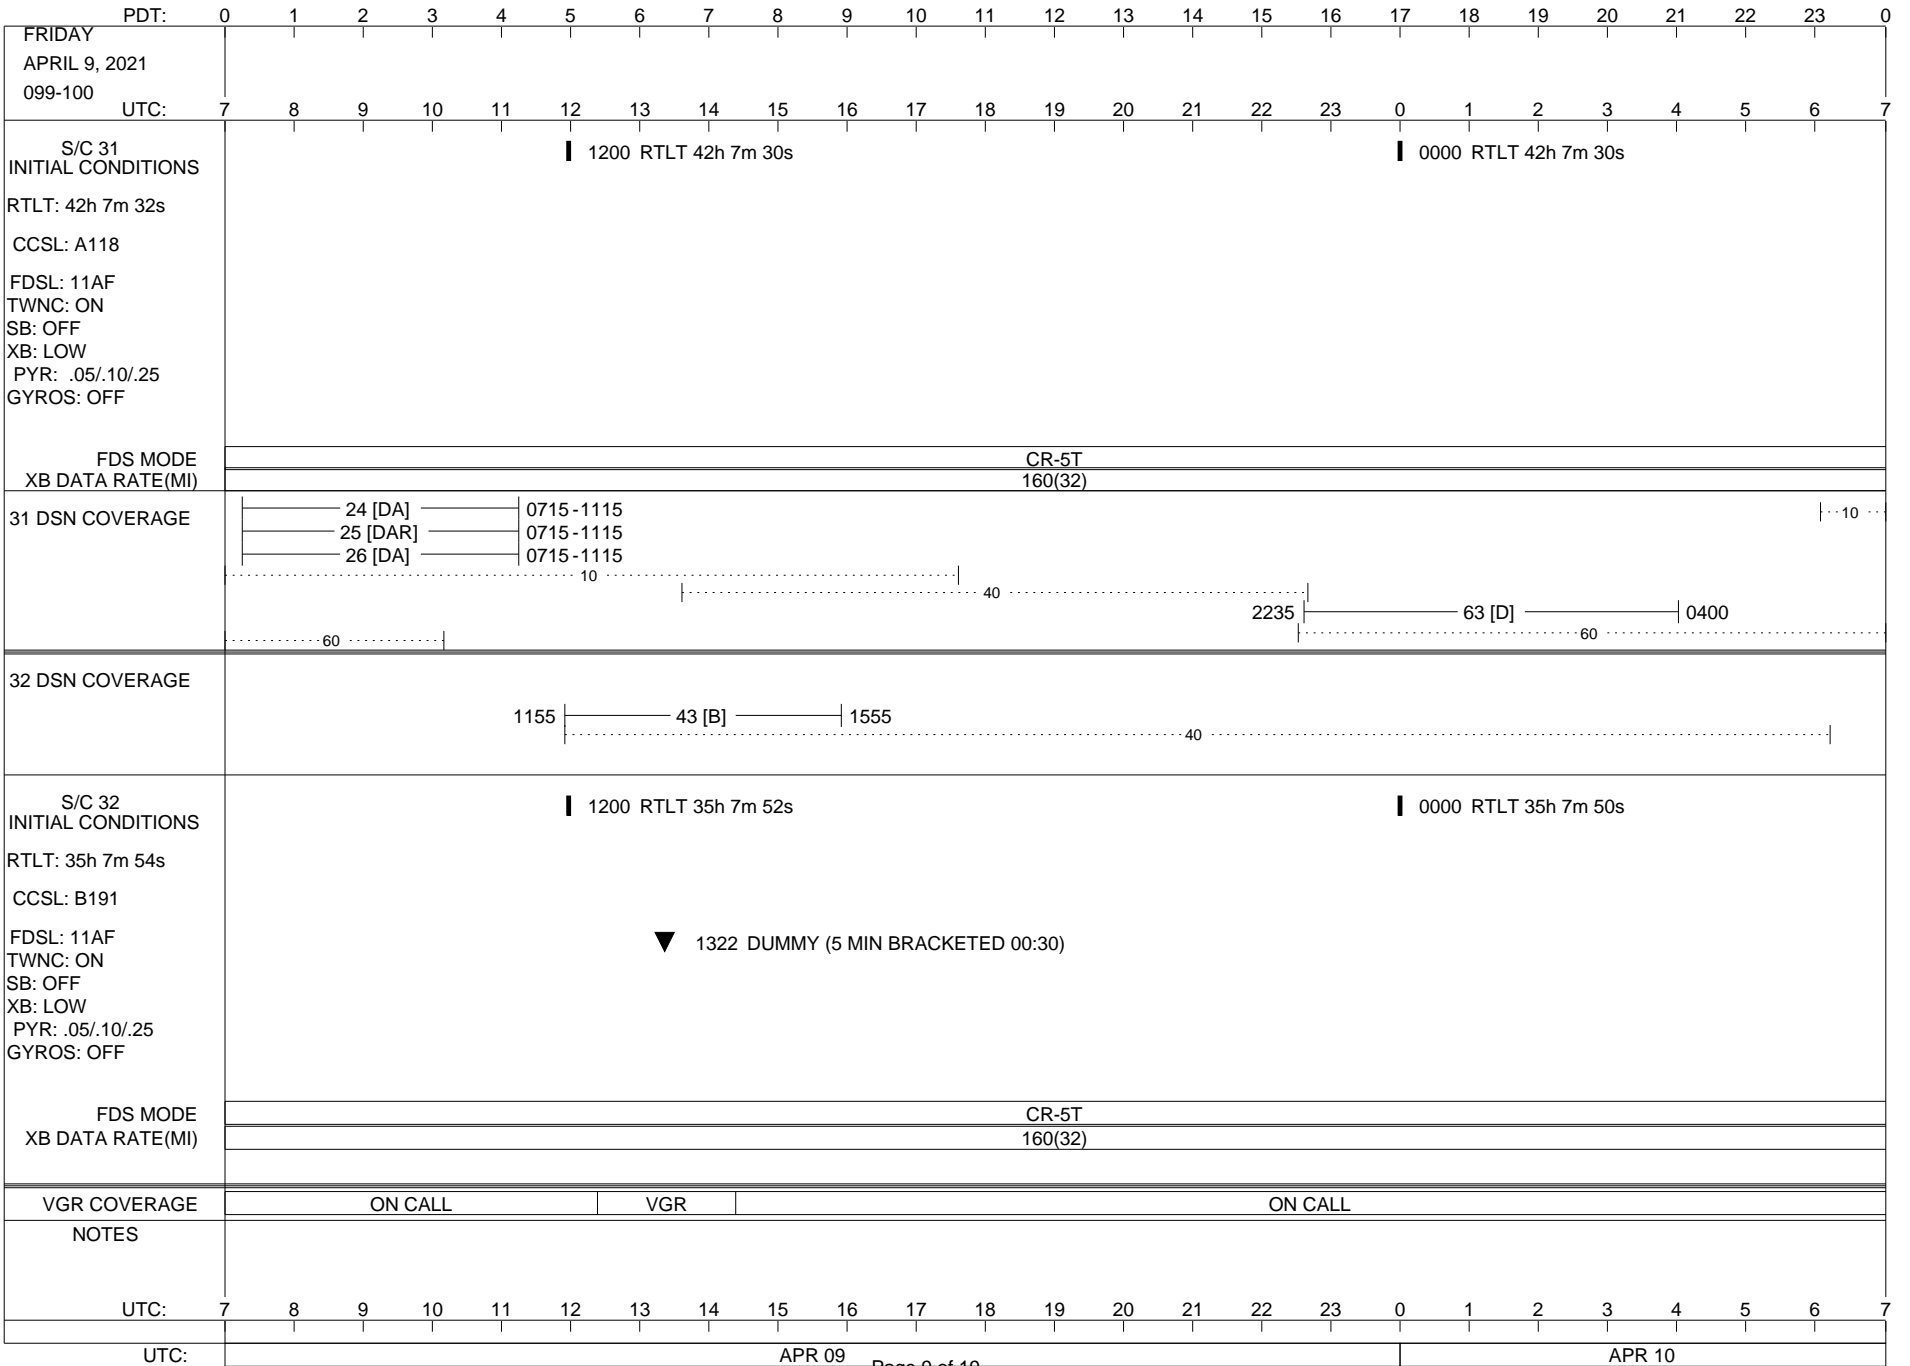 PDT: 0 1 2 3 4 5 6 7 8 9 10 11 12 13 14 15 16 17 18 19 20 21 22 23 0
FRIDAY
APRIL 9, 2021
099-100
UTC: 7 8 9 10 11 12 13 14 15 16 17 18 19 20 21 22 23 0 1 2 3 4 5 6 7
S/C 31
1200 RTLT 42h 7m 30s 0000 RTLT 42h 7m 30s
INITIAL CONDITIONS
RTLT: 42h 7m 32s
CCSL: A118
FDSL: 11AF
TWNC: ON
SB: OFF
XB: LOW
PYR: .05/.10/.25
GYROS: OFF
FDS MODE CR-5T
XB DATA RATE(MI) 160(32)
31 DSN COVERAGE
24 [DA] 0715-1115 10
25 [DAR] 0715-1115
26 [DA] 0715-1115
10
40
2235 63 [D] 0400
60 60
32 DSN COVERAGE
1155 43 [B] 1555
40
S/C 32
1200 RTLT 35h 7m 52s 0000 RTLT 35h 7m 50s
INITIAL CONDITIONS
RTLT: 35h 7m 54s
CCSL: B191
FDSL: 11AF
1322 DUMMY (5 MIN BRACKETED 00:30)
TWNC: ON
SB: OFF
XB: LOW
PYR: .05/.10/.25
GYROS: OFF
FDS MODE CR-5T
XB DATA RATE(MI) 160(32)
VGR COVERAGE ON CALL VGR ON CALL
NOTES
UTC: 7 8 9 10 11 12 13 14 15 16 17 18 19 20 21 22 23 0 1 2 3 4 5 6 7
UTC: APR 09 APR 10